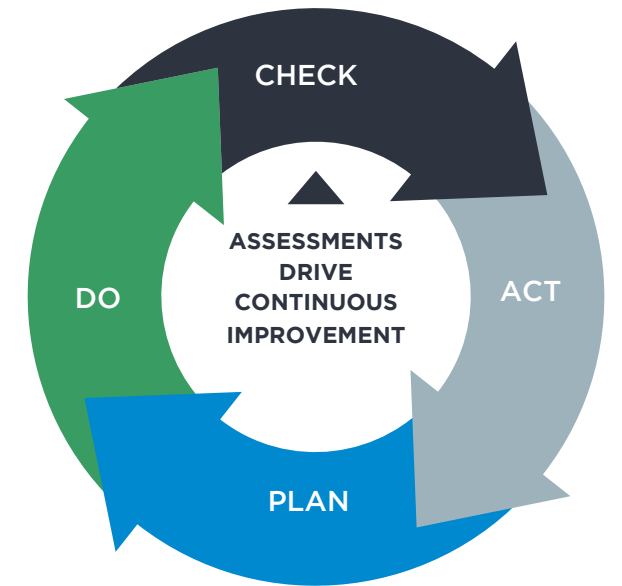 CHECK
ASSESSMENTS
DRIVE
CONTINUOUS
IMPROVEMENT
DO
ACT
PLAN